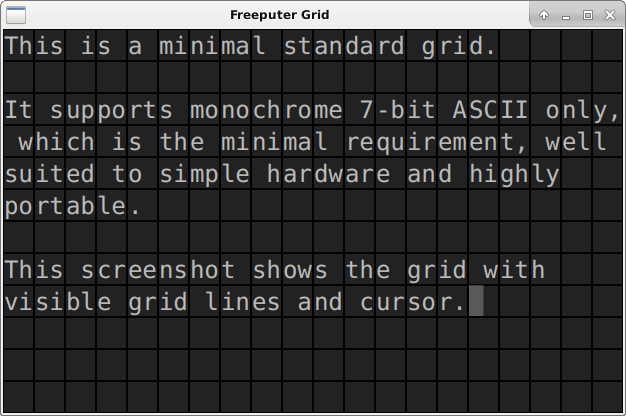 Freeputer Grid
This is a minimal standard grid.
It supports monochrome 7-bit ASCII only,
which is the minimal requirement, well
suited to simple hardware and highly
portable.
This screenshot shows the grid with
visible grid lines and cursor.